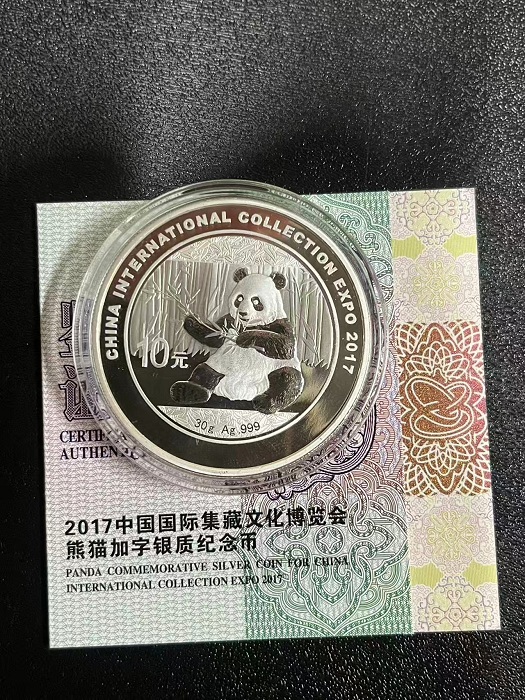 CHINA INTERNATIONAL COLLECTION EXPO 2017
10元
30g Ag .999
AUTHEN
2017中国国际集藏文化博览会
熊猫加字银质纪念币
PANDA COMMEMORATIVE SILVER COIN FOR CHINA
INTERNATIONAL COLLECTION EXPO 2017